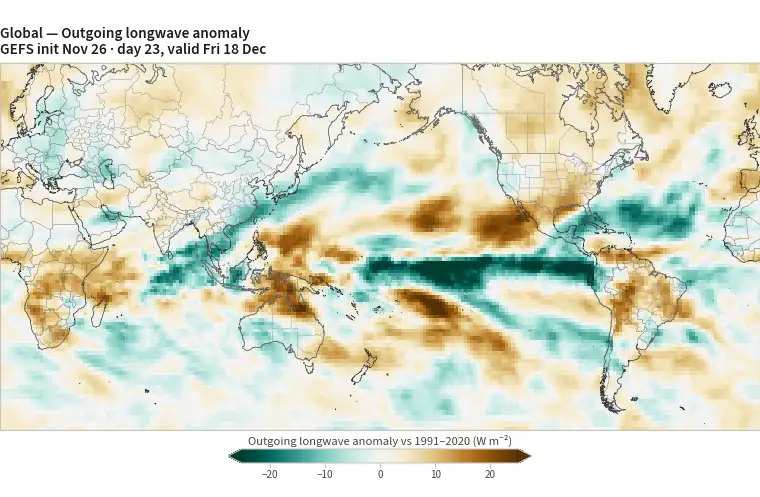 Global — Outgoing longwave anomaly
GEFS init Nov 26 · day 23, valid Fri 18 Dec
Outgoing longwave anomaly vs 1991–2020 (W m⁻²)
−20 −10 0 10 20